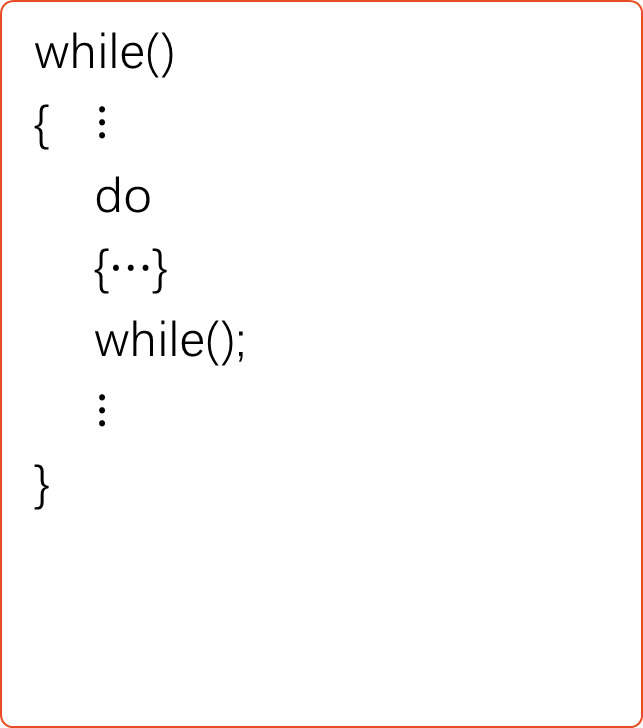 while()
{ ⋮
do
{⋯}
while();
⋮
}